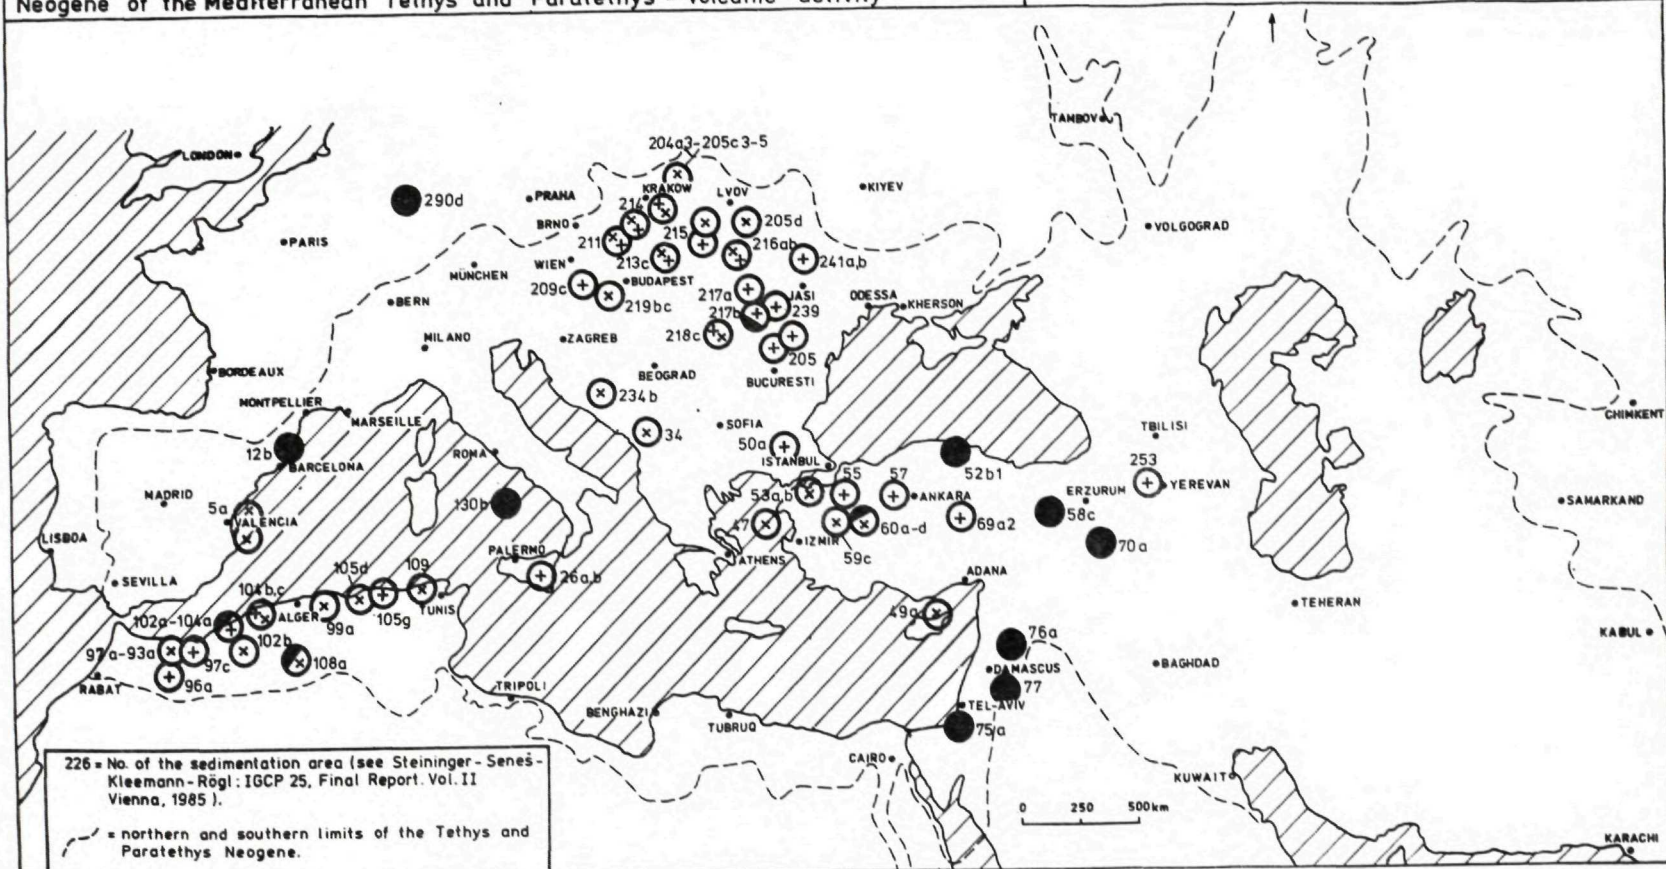 Neogene of the Mediterranean Tethys and Paratethys - volcanic activity
TAMBOV
204a3-205c3-5
LONDON
KIYEV
KRAKOW
LVOV
PRAHA
290d
214
205d
BRNO
VOLGOGRAD
215
PARIS
211
216ab
WIEN
213c
241a,b
MÜNCHEN
BUDAPEST
209c
217a
JASI
ODESSA
BERN
219bc
KHERSON
217b
239
218c
MILANO
ZAGREB
205
BORDEAUX
BEOGRAD
BUCURESTI
MONTPELLIER
234b
CHIMKENT
MARSEILLE
SOFIA
TBILISI
34
50a
12b
ROMA
ISTANBUL
253
BARCELONA
52b1
55
57
YEREVAN
MADRID
53a,b
ANKARA
ERZURUM
130b
SAMARKAND
5a
58c
VALENCIA
47
60a-d
69a2
LISBOA
IZMIR
70a
PALERMO
59c
ATHENS
109
105d
26a,b
ADANA
SEVILLA
104b,c
TUNIS
TEHERAN
102a-104a
ALGER
99a
105g
49a
KABUL
97a-93a
102b
76a
97c
108a
DAMASCUS
BAGHDAD
RABAT
96a
TRIPOLI
77
BENGHAZI
TEL-AVIV
TUBRUQ
75a
CAIRO
KUWAIT
0 250 500km
KARACHI
226 = No. of the sedimentation area (see Steininger-Seneš-
Kleemann-Rögl: IGCP 25, Final Report. Vol. II
Vienna, 1985 ).
= northern and southern limits of the Tethys and
Paratethys Neogene.